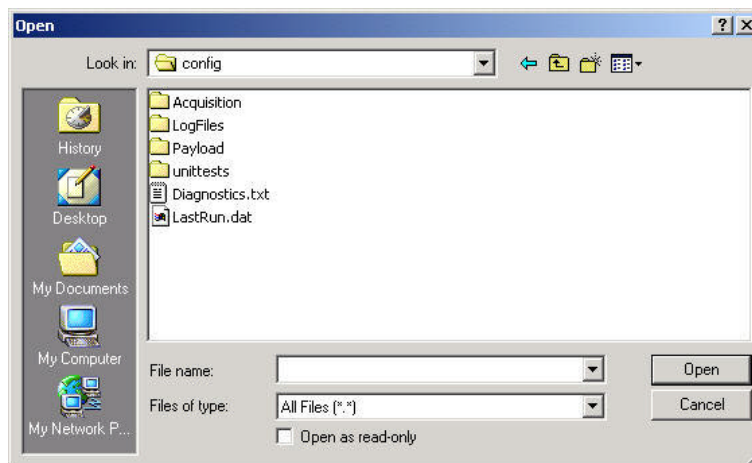 Open
Look in: config
History
Desktop
My Documents
My Computer
My Network P...
Acquisition
LogFiles
Payload
unittests
Diagnostics.txt
LastRun.dat
File name:
Open
Files of type: All Files (*.*)
Cancel
Open as read-only